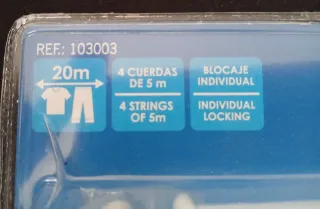 REF.: 103003
20m
4 CUERDAS
DE 5 m
4 STRINGS
OF 5m
BLOCAJE
INDIVIDUAL
INDIVIDUAL
LOCKING